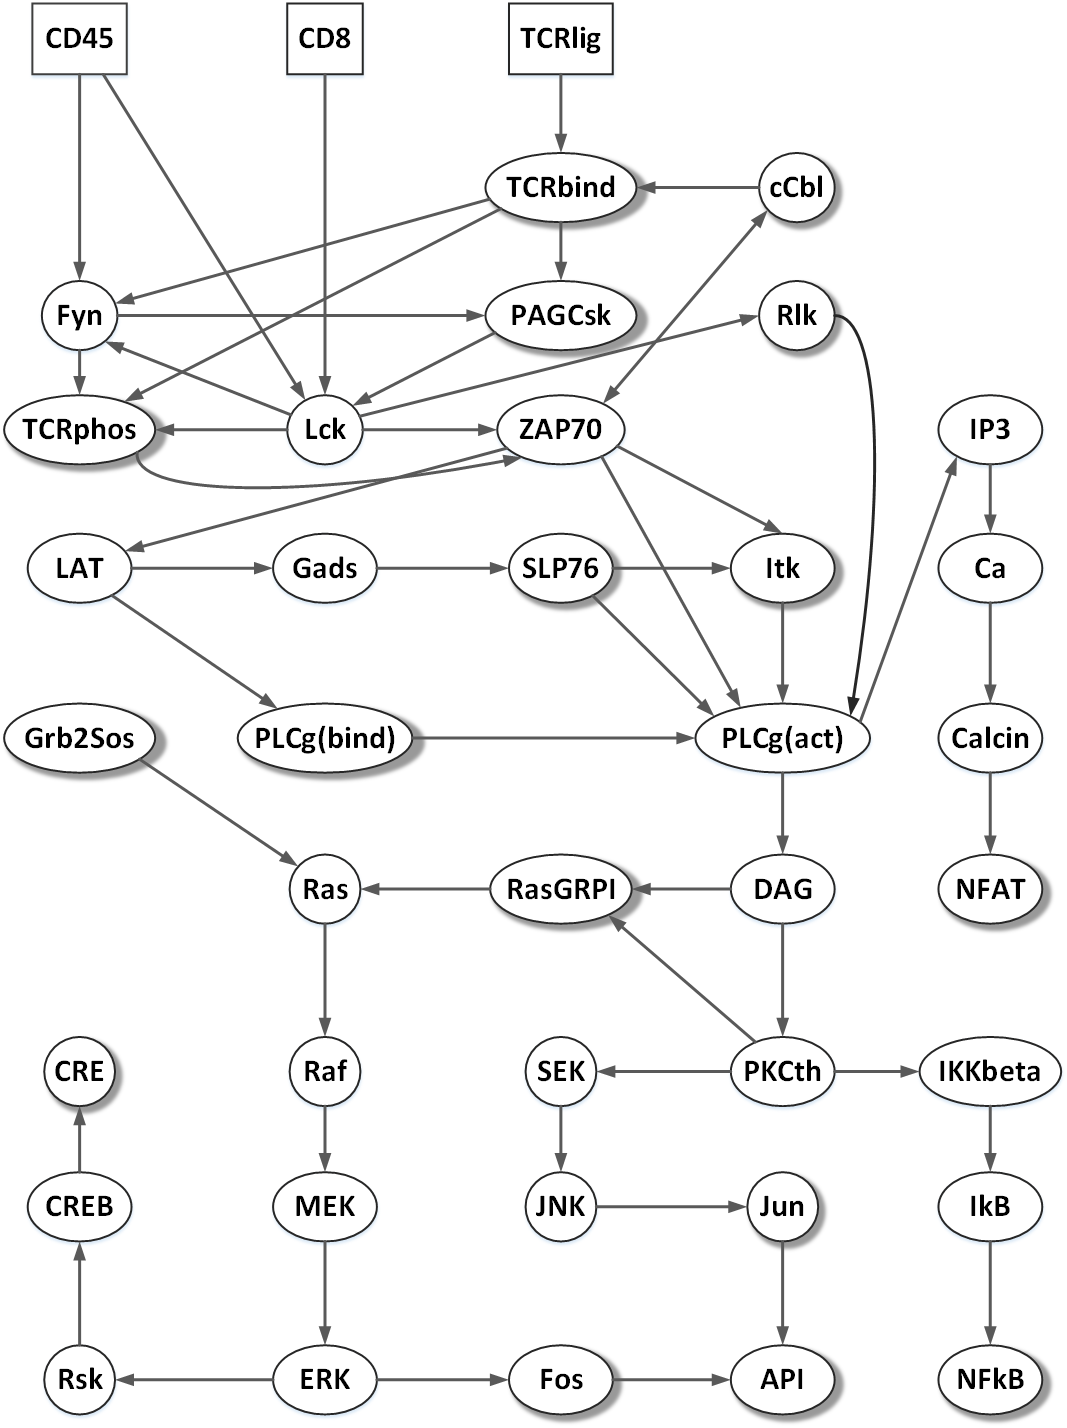 CD45
CD8
TCRlig
TCRbind
cCbl
Fyn
PAGCsk
Rlk
TCRphos
Lck
ZAP70
IP3
LAT
Gads
SLP76
Itk
Ca
Grb2Sos
PLCg(bind)
PLCg(act)
Calcin
Ras
RasGRPI
DAG
NFAT
CRE
Raf
SEK
PKCth
IKKbeta
CREB
MEK
JNK
Jun
IkB
Rsk
ERK
Fos
API
NFkB